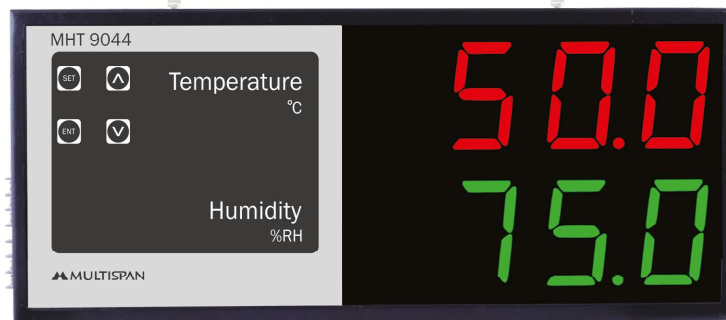 MHT 9044
SET
Temperature
°C
50.0
ENT
Humidity
%RH
75.0
MULTISPAN